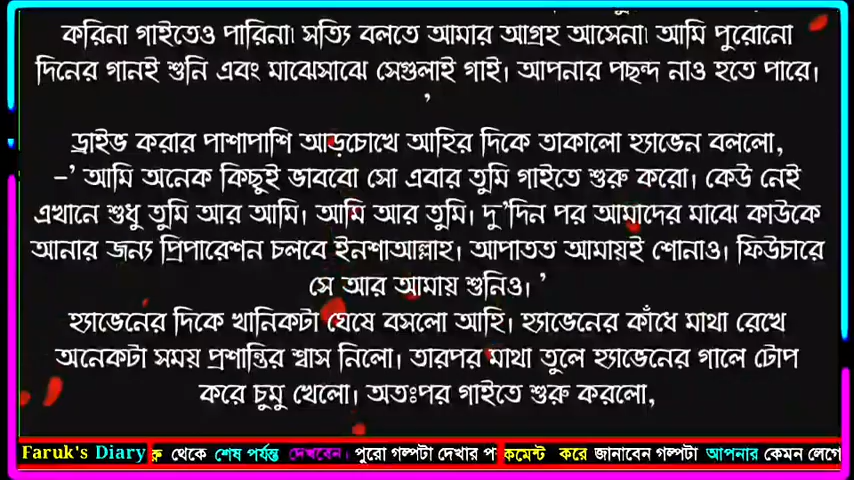 করিনা গাইতেও পারিনা৷ সত্যি বলতে আমার আগ্রহ আসেনা৷ আমি পুরোনো
দিনের গানই শুনি এবং মাঝেসাঝে সেগুলাই গাই। আপনার পছন্দ নাও হতে পারে।
’
ড্রাইভ করার পাশাপাশি আড়চোখে আহির দিকে তাকালো হ্যাভেন বললো,
–’ আমি অনেক কিছুই ভাববো সো এবার তুমি গাইতে শুরু করো। কেউ নেই
এখানে শুধু তুমি আর আমি। আমি আর তুমি। দু’দিন পর আমাদের মাঝে কাউকে
আনার জন্য প্রিপারেশন চলবে ইনশাআল্লাহ। আপাতত আমায়ই শোনাও। ফিউচারে
সে আর আমায় শুনিও। ’
হ্যাভেনের দিকে খানিকটা ঘেষে বসলো আহি। হ্যাভেনের কাঁধে মাথা রেখে
অনেকটা সময় প্রশান্তির শ্বাস নিলো। তারপর মাথা তুলে হ্যাভেনের গালে টোপ
করে চুমু খেলো। অতঃপর গাইতে শুরু করলো,
Faruk's Diary থেকে শেষ পর্যন্ত দেখবেন। পুরো গল্পটা দেখার কমেন্ট করে জানাবেন গল্পটা আপনার কেমন